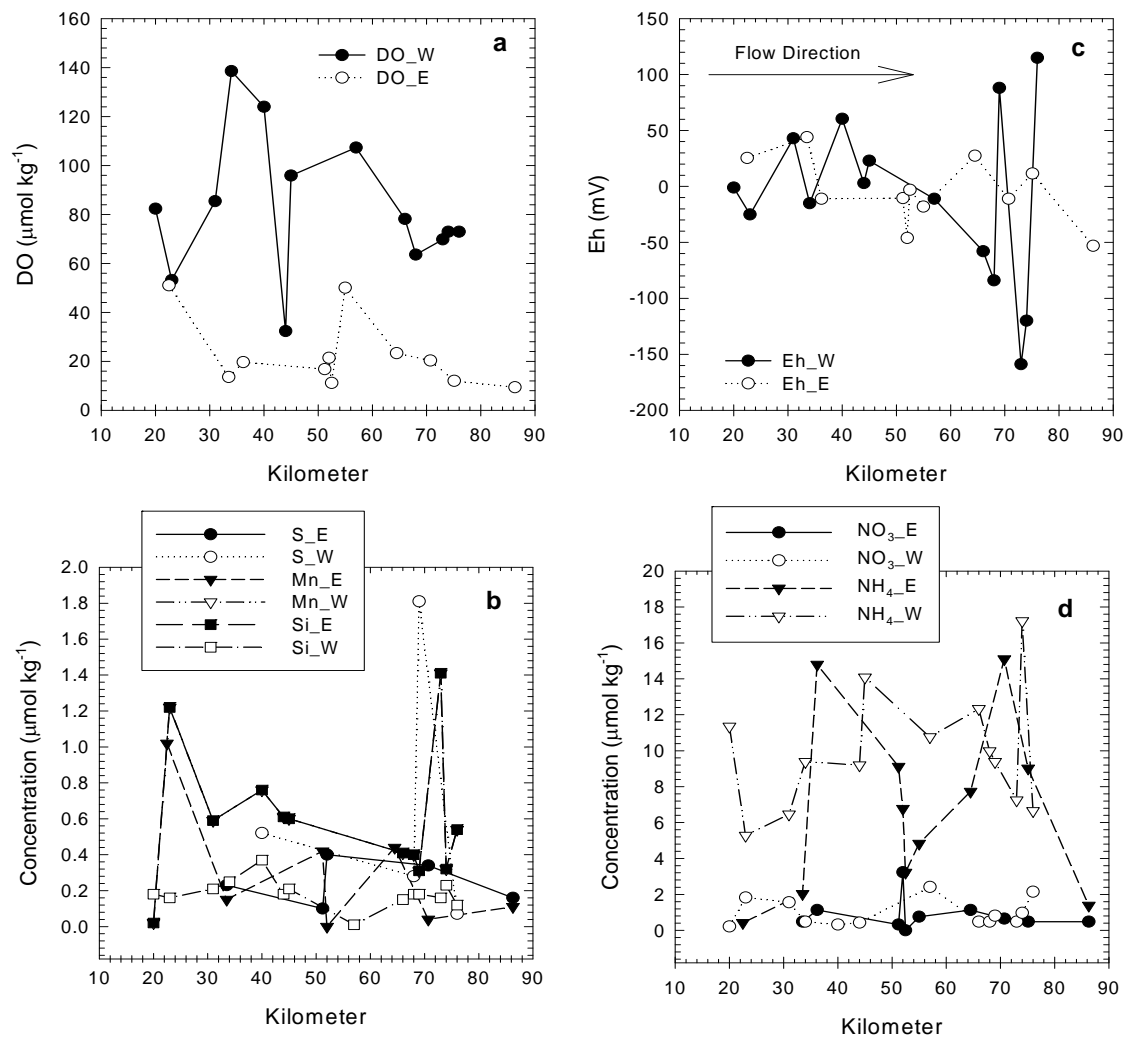 a
DO_W
DO_E
160
140
120
100
80
60
40
20
0
DO (μmol kg⁻¹)
10 20 30 40 50 60 70 80 90
Kilometer
c
Flow Direction
150
100
50
0
-50
-100
-150
-200
Eh (mV)
Eh_W
Eh_E
10 20 30 40 50 60 70 80 90
Kilometer
S_E
S_W
Mn_E
Mn_W
Si_E
Si_W
b
2.0
1.8
1.6
1.4
1.2
1.0
0.8
0.6
0.4
0.2
0.0
Concentration (μmol kg⁻¹)
10 20 30 40 50 60 70 80 90
Kilometer
NO₃_E
NO₃_W
NH₄_E
NH₄_W
d
20
18
16
14
12
10
8
6
4
2
0
Concentration (μmol kg⁻¹)
10 20 30 40 50 60 70 80 90
Kilometer